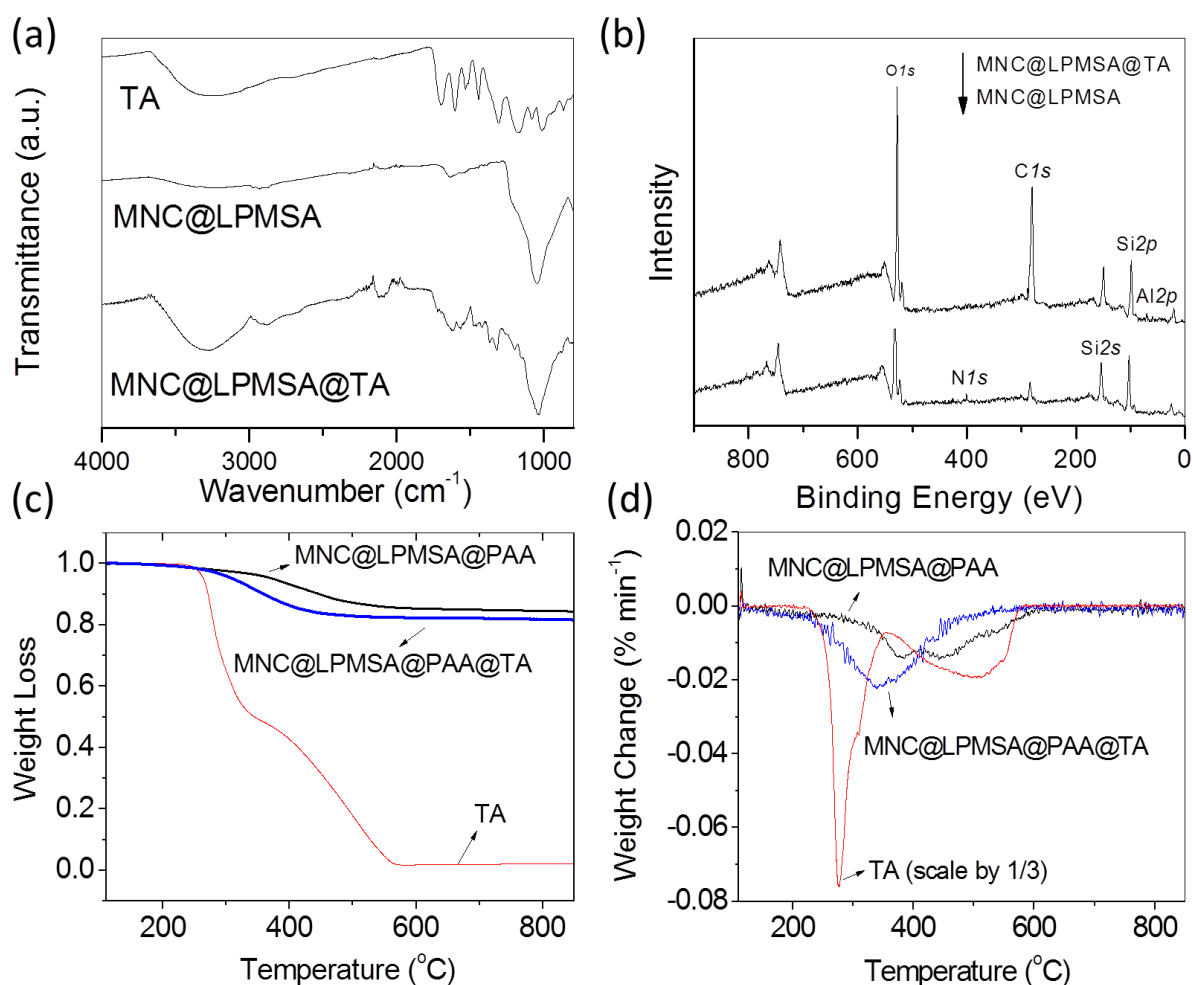 (a)
Transmittance (a.u.)
TA
MNC@LPMSA
MNC@LPMSA@TA
4000 3000 2000 1000
Wavenumber (cm-1)
(b)
Intensity
O1s
MNC@LPMSA@TA
MNC@LPMSA
C1s
Si2p
Al2p
Si2s
N1s
800 600 400 200 0
Binding Energy (eV)
(c)
Weight Loss
1.0
0.8
0.6
0.4
0.2
0.0
MNC@LPMSA@PAA
MNC@LPMSA@PAA@TA
TA
200 400 600 800
Temperature (oC)
(d)
Weight Change (% min-1)
0.02
0.00
-0.02
-0.04
-0.06
-0.08
MNC@LPMSA@PAA
MNC@LPMSA@PAA@TA
TA (scale by 1/3)
200 400 600 800
Temperature (oC)